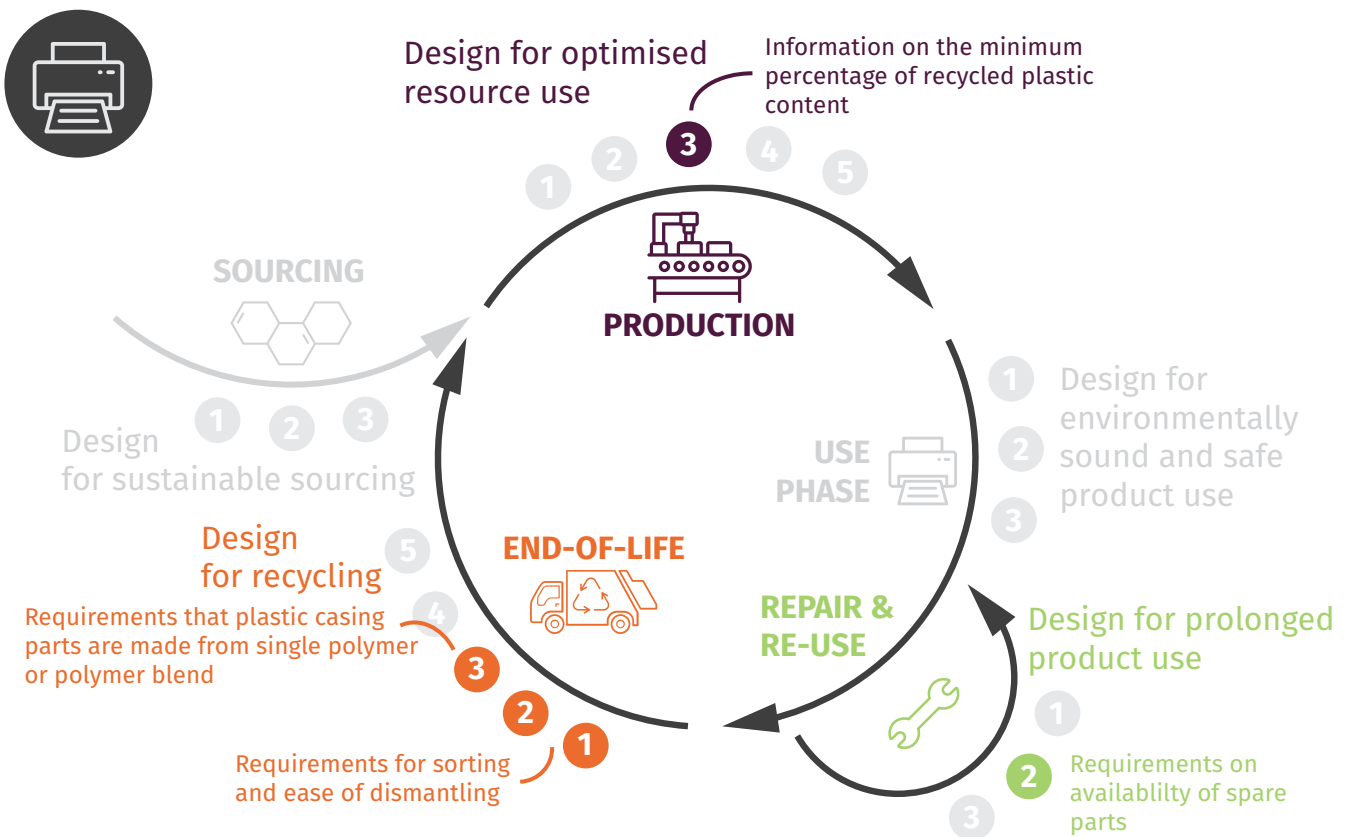 Design for optimised
resource use
Information on the minimum
percentage of recycled plastic
content
1
2
3
4
5
PRODUCTION
SOURCING
1
2
3
Design
for sustainable sourcing
USE
PHASE
1
2
3
Design for
environmentally
sound and safe
product use
REPAIR &
RE-USE
Design for prolonged
product use
1
2
3
Requirements on
availablilty of spare
parts
END-OF-LIFE
Design
for recycling
5
4
Requirements that plastic casing
parts are made from single polymer
or polymer blend
3
2
1
Requirements for sorting
and ease of dismantling